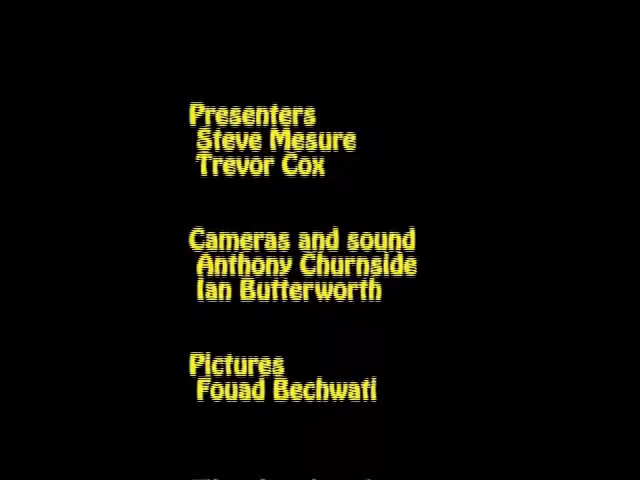 Presenters
Steve Mesure
Trevor Cox
Cameras and sound
Anthony Churnside
Ian Butterworth
Pictures
Fouad Bechwati